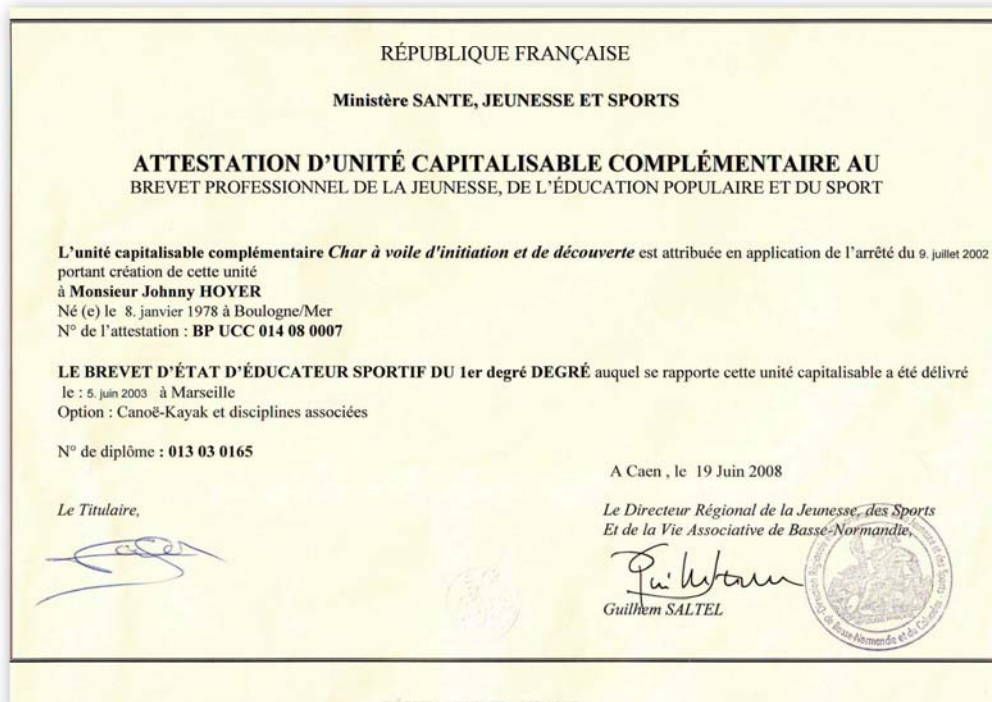 RÉPUBLIQUE FRANÇAISE
Ministère SANTE, JEUNESSE ET SPORTS
ATTESTATION D'UNITÉ CAPITALISABLE COMPLÉMENTAIRE AU
BREVET PROFESSIONNEL DE LA JEUNESSE, DE L'ÉDUCATION POPULAIRE ET DU SPORT
L'unité capitalisable complémentaire Char à voile d'initiation et de découverte est attribuée en application de l'arrêté du 9. juillet 2002
portant création de cette unité
à Monsieur Johnny HOYER
Né (e) le 8. janvier 1978 à Boulogne/Mer
N° de l'attestation : BP UCC 014 08 0007
LE BREVET D'ÉTAT D'ÉDUCATEUR SPORTIF DU 1er degré DEGRÉ auquel se rapporte cette unité capitalisable a été délivré
le : 5. juin 2003 à Marseille
Option : Canoë-Kayak et disciplines associées
N° de diplôme : 013 03 0165
A Caen , le 19 Juin 2008
Le Titulaire,
Le Directeur Régional de la Jeunesse, des Sports
Et de la Vie Associative de Basse-Normandie,
Guilhem SALTEL
de Basse-Normandie et du Calvados